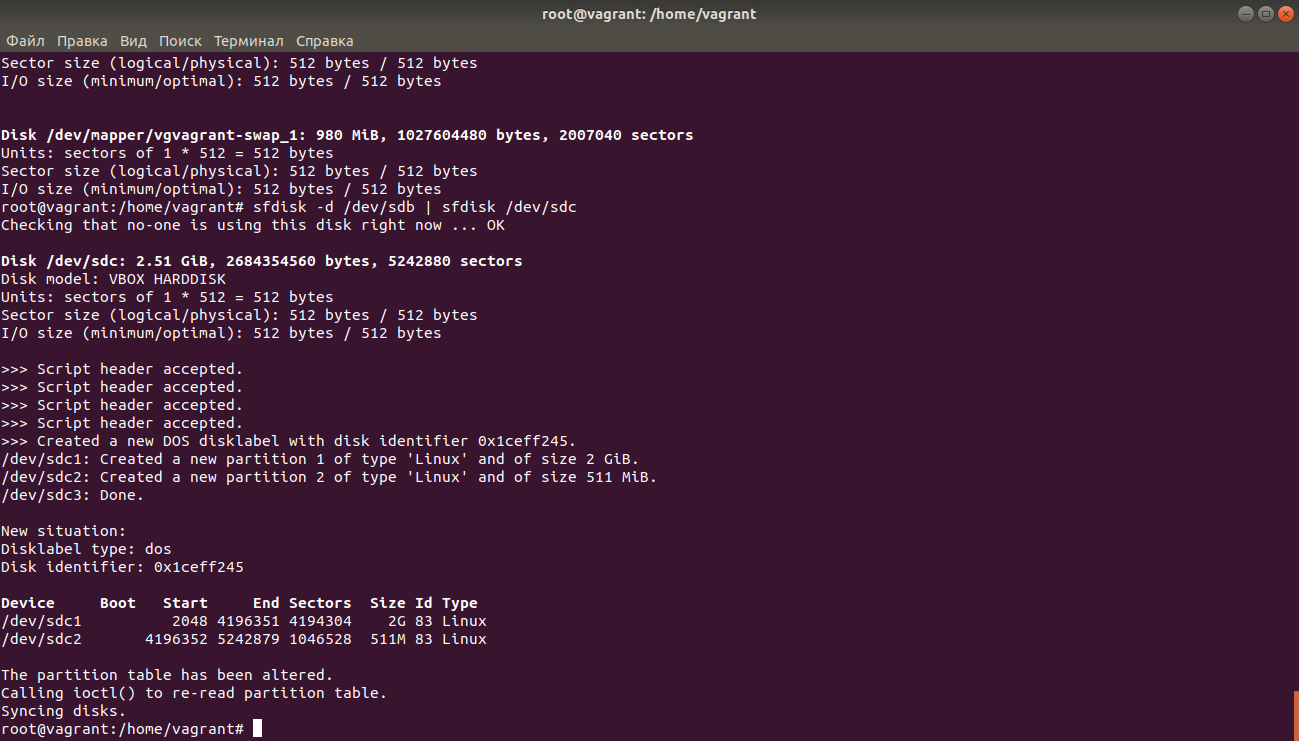 root@vagrant: /home/vagrant
Файл Правка Вид Поиск Терминал Справка
Sector size (logical/physical): 512 bytes / 512 bytes
I/O size (minimum/optimal): 512 bytes / 512 bytes
Disk /dev/mapper/vgvagrant-swap_1: 980 MiB, 1027604480 bytes, 2007040 sectors
Units: sectors of 1 * 512 = 512 bytes
Sector size (logical/physical): 512 bytes / 512 bytes
I/O size (minimum/optimal): 512 bytes / 512 bytes
root@vagrant:/home/vagrant# sfdisk -d /dev/sdb | sfdisk /dev/sdc
Checking that no-one is using this disk right now ... OK
Disk /dev/sdc: 2.51 GiB, 2684354560 bytes, 5242880 sectors
Disk model: VBOX HARDDISK
Units: sectors of 1 * 512 = 512 bytes
Sector size (logical/physical): 512 bytes / 512 bytes
I/O size (minimum/optimal): 512 bytes / 512 bytes
>>> Script header accepted.
>>> Script header accepted.
>>> Script header accepted.
>>> Script header accepted.
>>> Created a new DOS disklabel with disk identifier 0x1ceff245.
/dev/sdc1: Created a new partition 1 of type 'Linux' and of size 2 GiB.
/dev/sdc2: Created a new partition 2 of type 'Linux' and of size 511 MiB.
/dev/sdc3: Done.
New situation:
Disklabel type: dos
Disk identifier: 0x1ceff245
Device     Boot   Start     End Sectors  Size Id Type
/dev/sdc1          2048 4196351 4194304    2G 83 Linux
/dev/sdc2       4196352 5242879 1046528  511M 83 Linux
The partition table has been altered.
Calling ioctl() to re-read partition table.
Syncing disks.
root@vagrant:/home/vagrant#